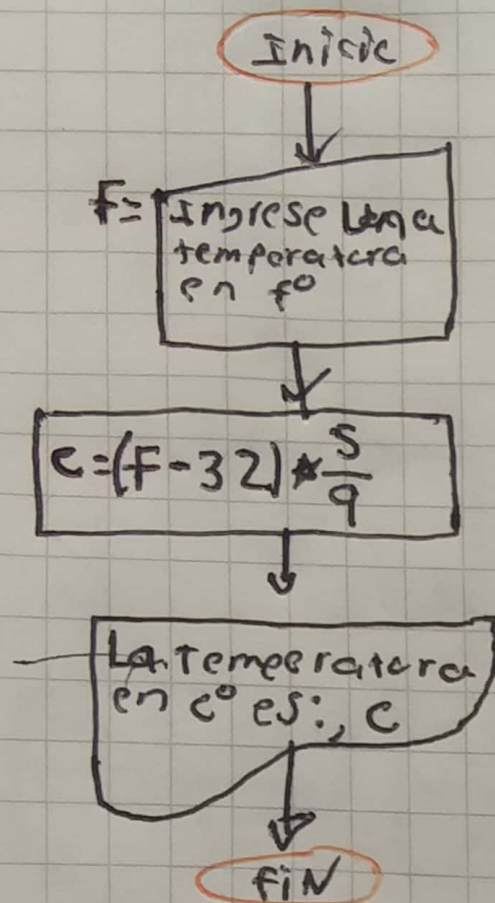 Inicio
F= Ingrese una
temperatura
en f°
C=(F-32)*5/9
La temperatura
en c° es:, C
fiN